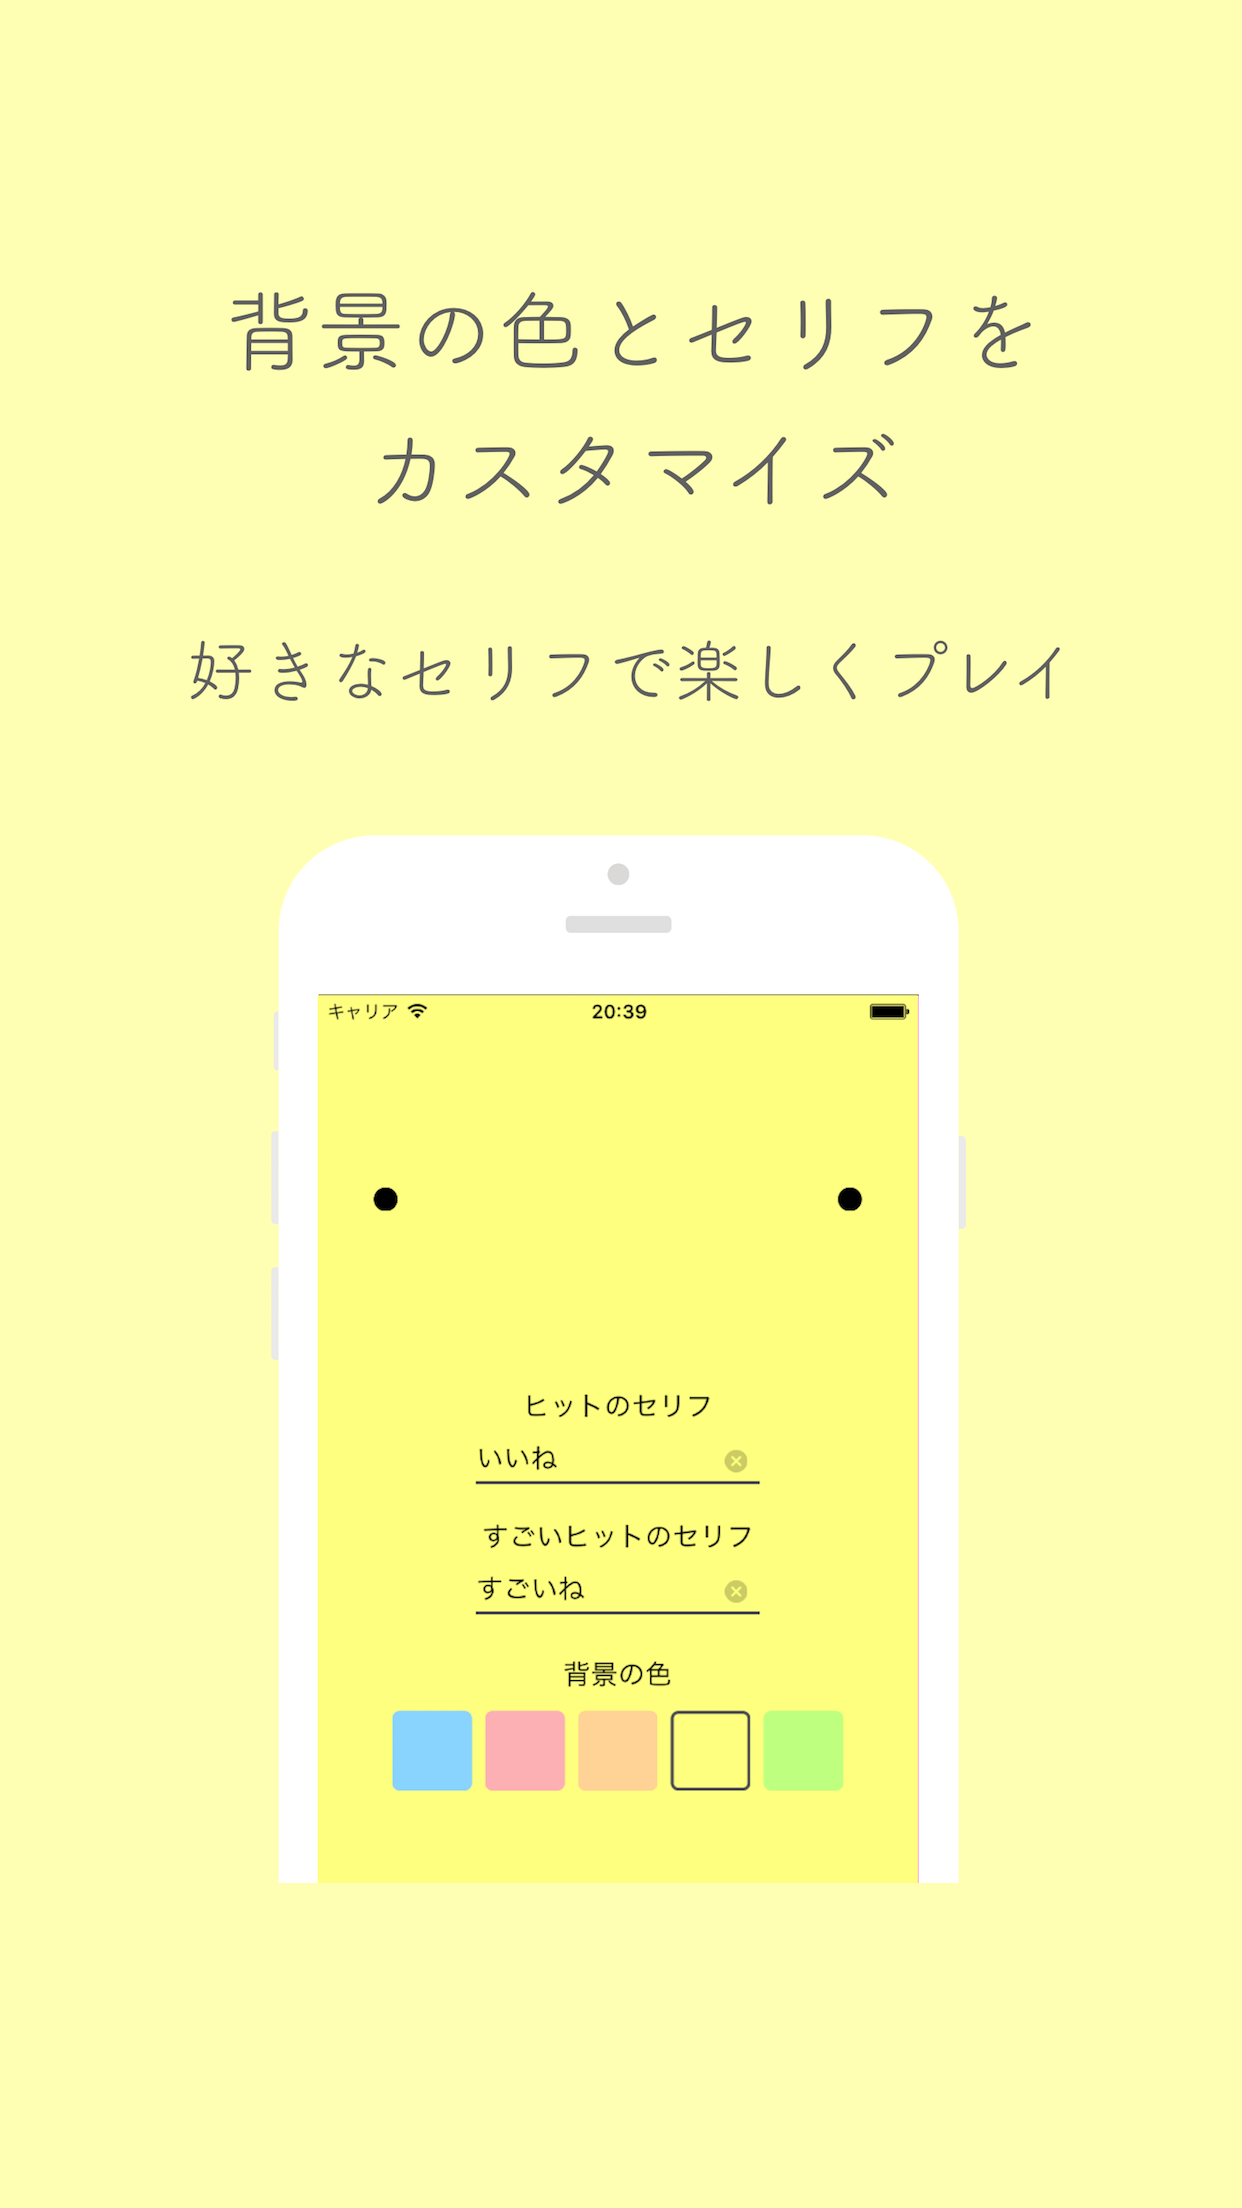 背景の色とセリフを
カスタマイズ
好きなセリフで楽しくプレイ
キャリア 20:39
ヒットのセリフ
いいね
すごいヒットのセリフ
すごいね
背景の色